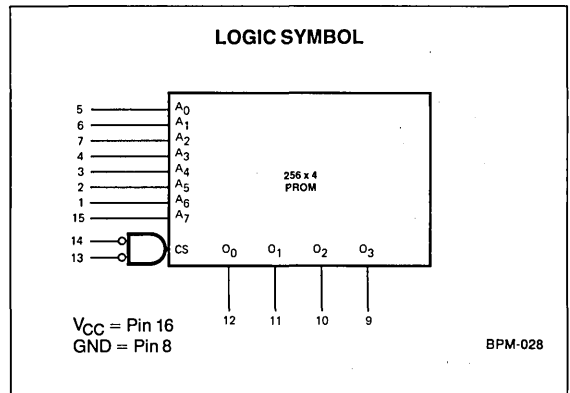 LOGIC SYMBOL
5 A0
6 A1
7 A2
4 A3
3 A4
2 A5
1 A6
15 A7
256 x 4
PROM
14
13
CS O0 O1 O2 O3
12 11 10 9
VCC = Pin 16
GND = Pin 8
BPM-028